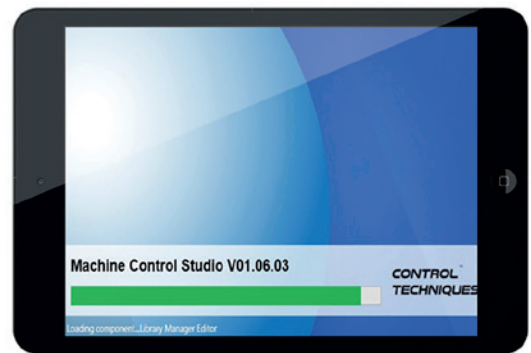 Machine Control Studio V01.06.03
CONTROL
TECHNIQUES
Loading component...Library Manager Editor